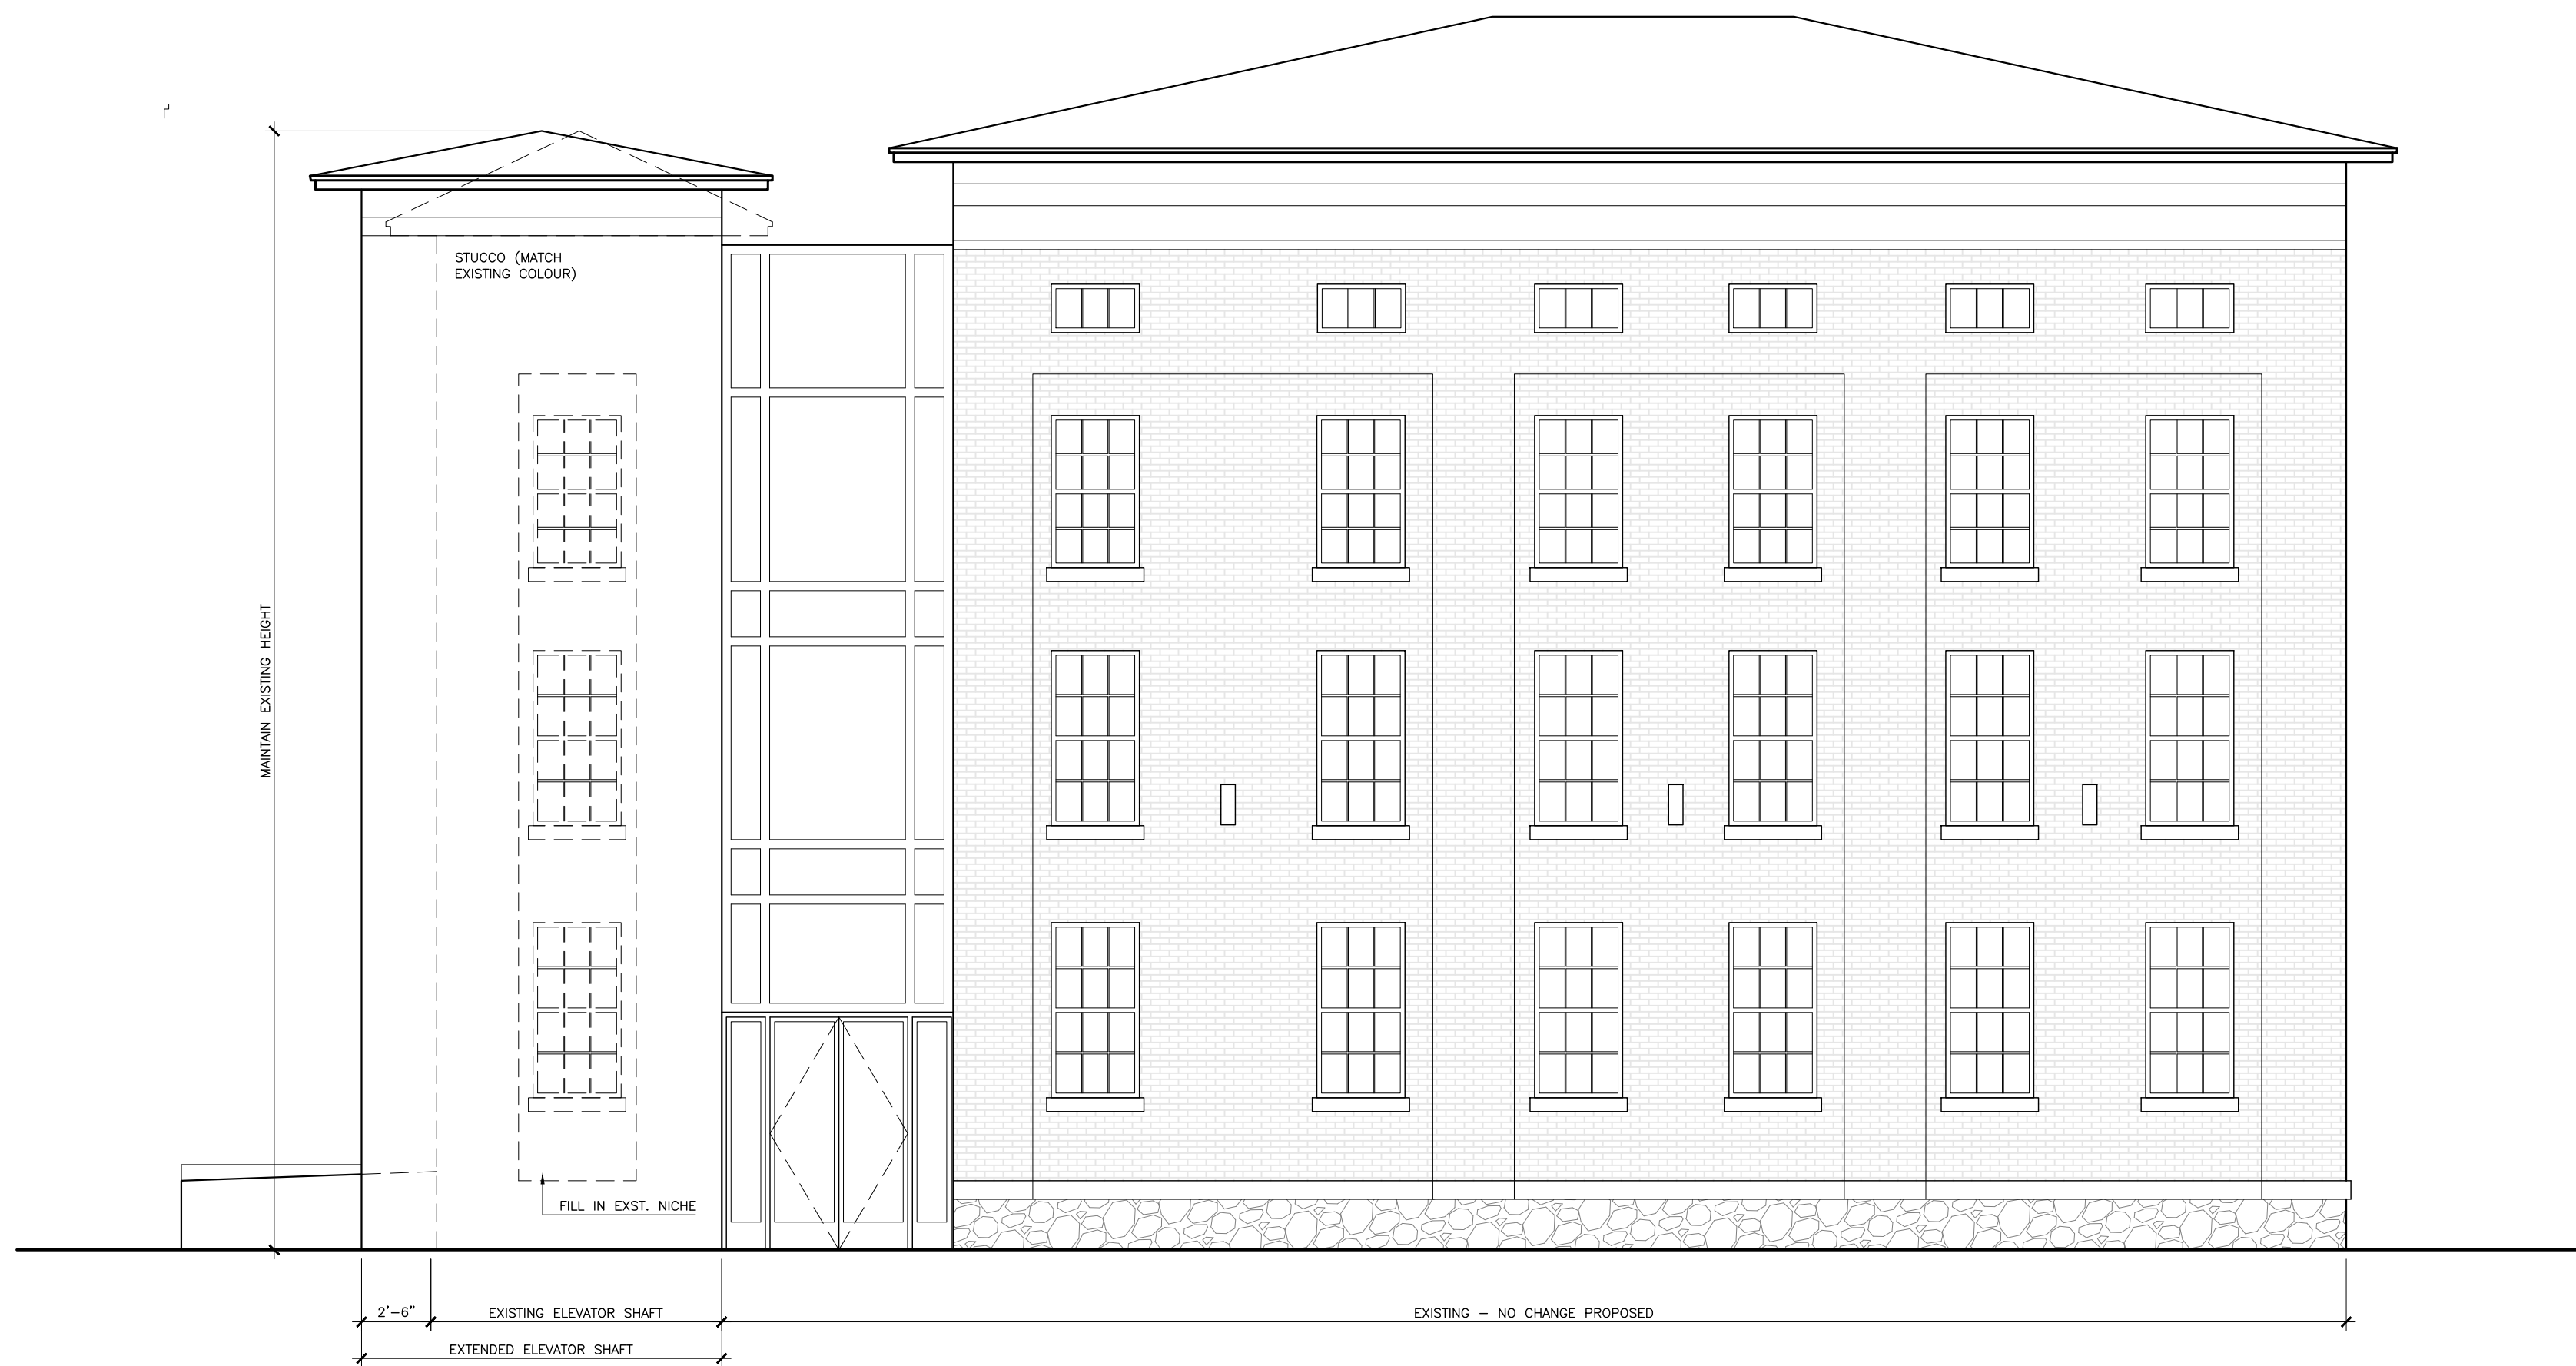 STUCCO (MATCH
EXISTING COLOUR)
MAINTAIN EXISTING HEIGHT
FILL IN EXST. NICHE
2'-6"
EXISTING ELEVATOR SHAFT
EXISTING – NO CHANGE PROPOSED
EXTENDED ELEVATOR SHAFT